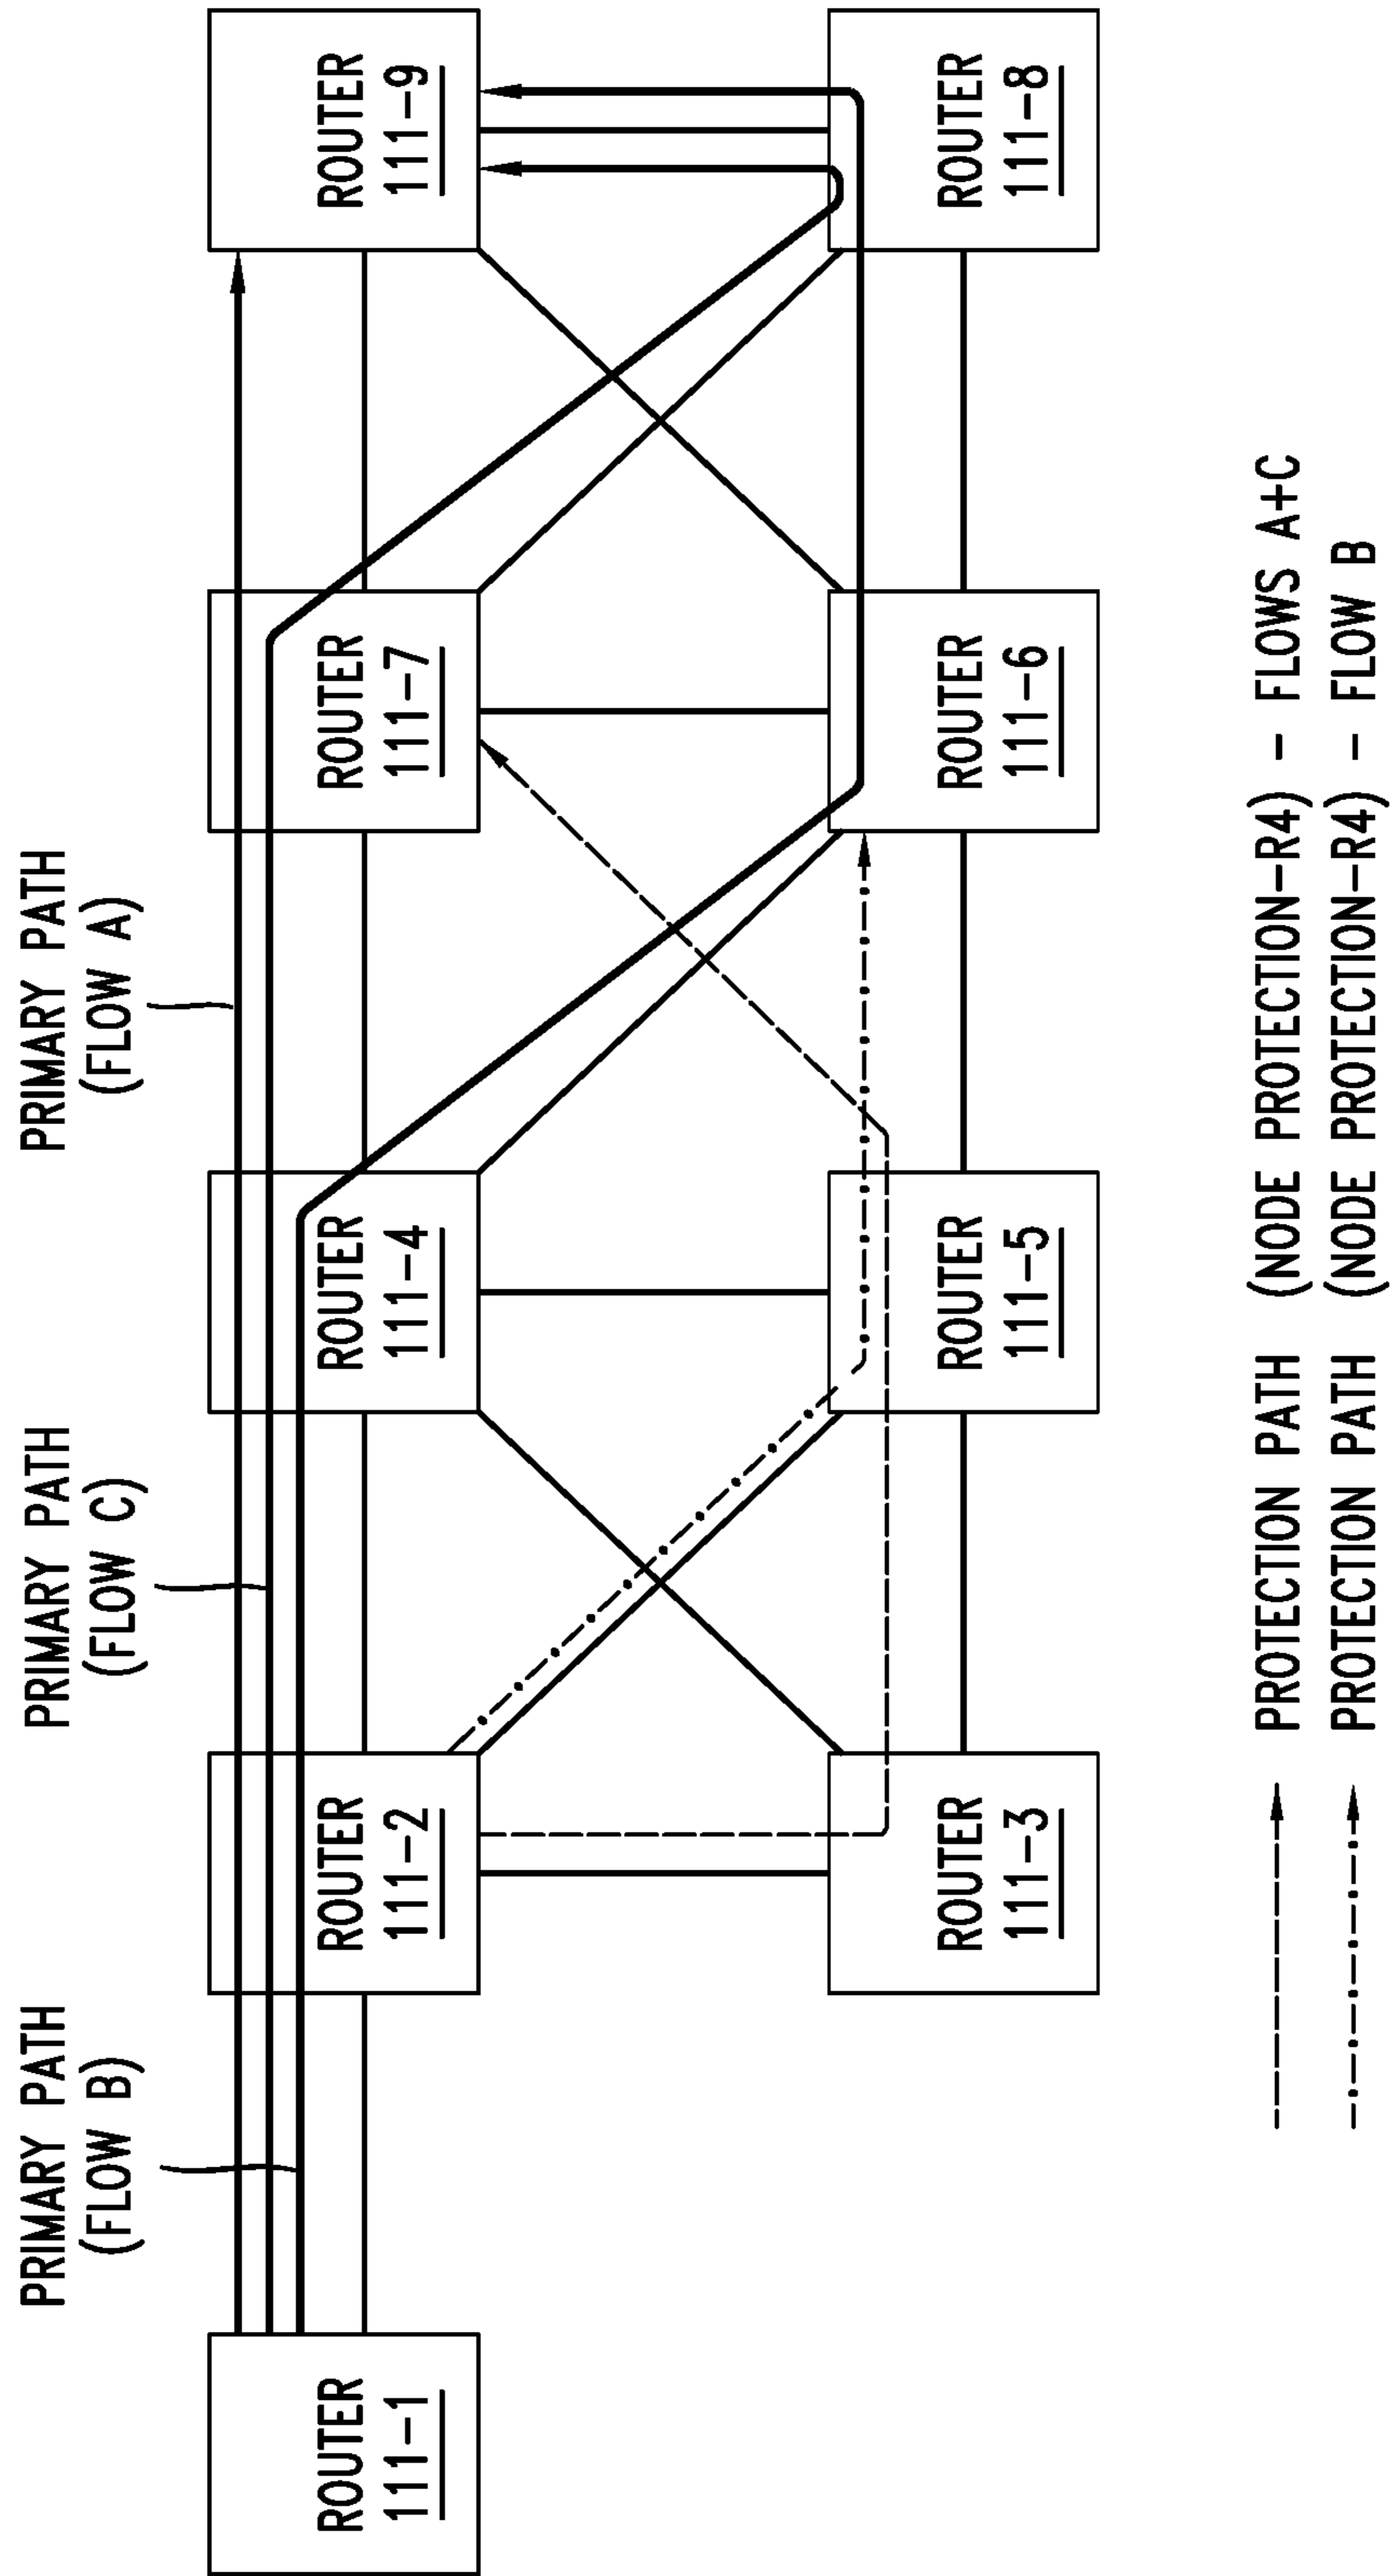 PRIMARY PATH
(FLOW B)
PRIMARY PATH
(FLOW C)
PRIMARY PATH
(FLOW A)
ROUTER
111-1
ROUTER
111-2
ROUTER
111-4
ROUTER
111-7
ROUTER
111-9
ROUTER
111-3
ROUTER
111-5
ROUTER
111-6
ROUTER
111-8
PROTECTION PATH (NODE PROTECTION-R4) - FLOWS A+C
PROTECTION PATH (NODE PROTECTION-R4) - FLOW B